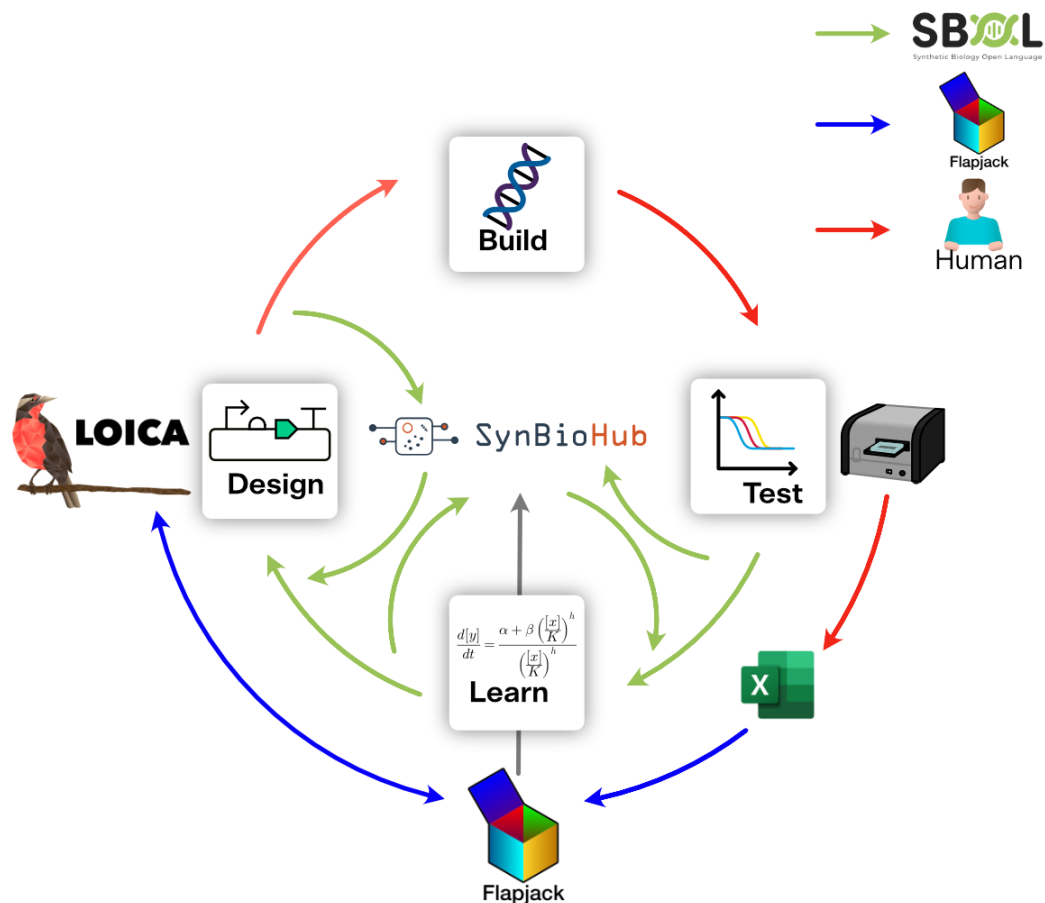 SBOL
Synthetic Biology Open Language
Flapjack
Human
Build
LOICA
Design
SynBioHub
Test
d[y]/dt = α + β ([x]/K)^h / ([x]/K)^h
Learn
X
Flapjack